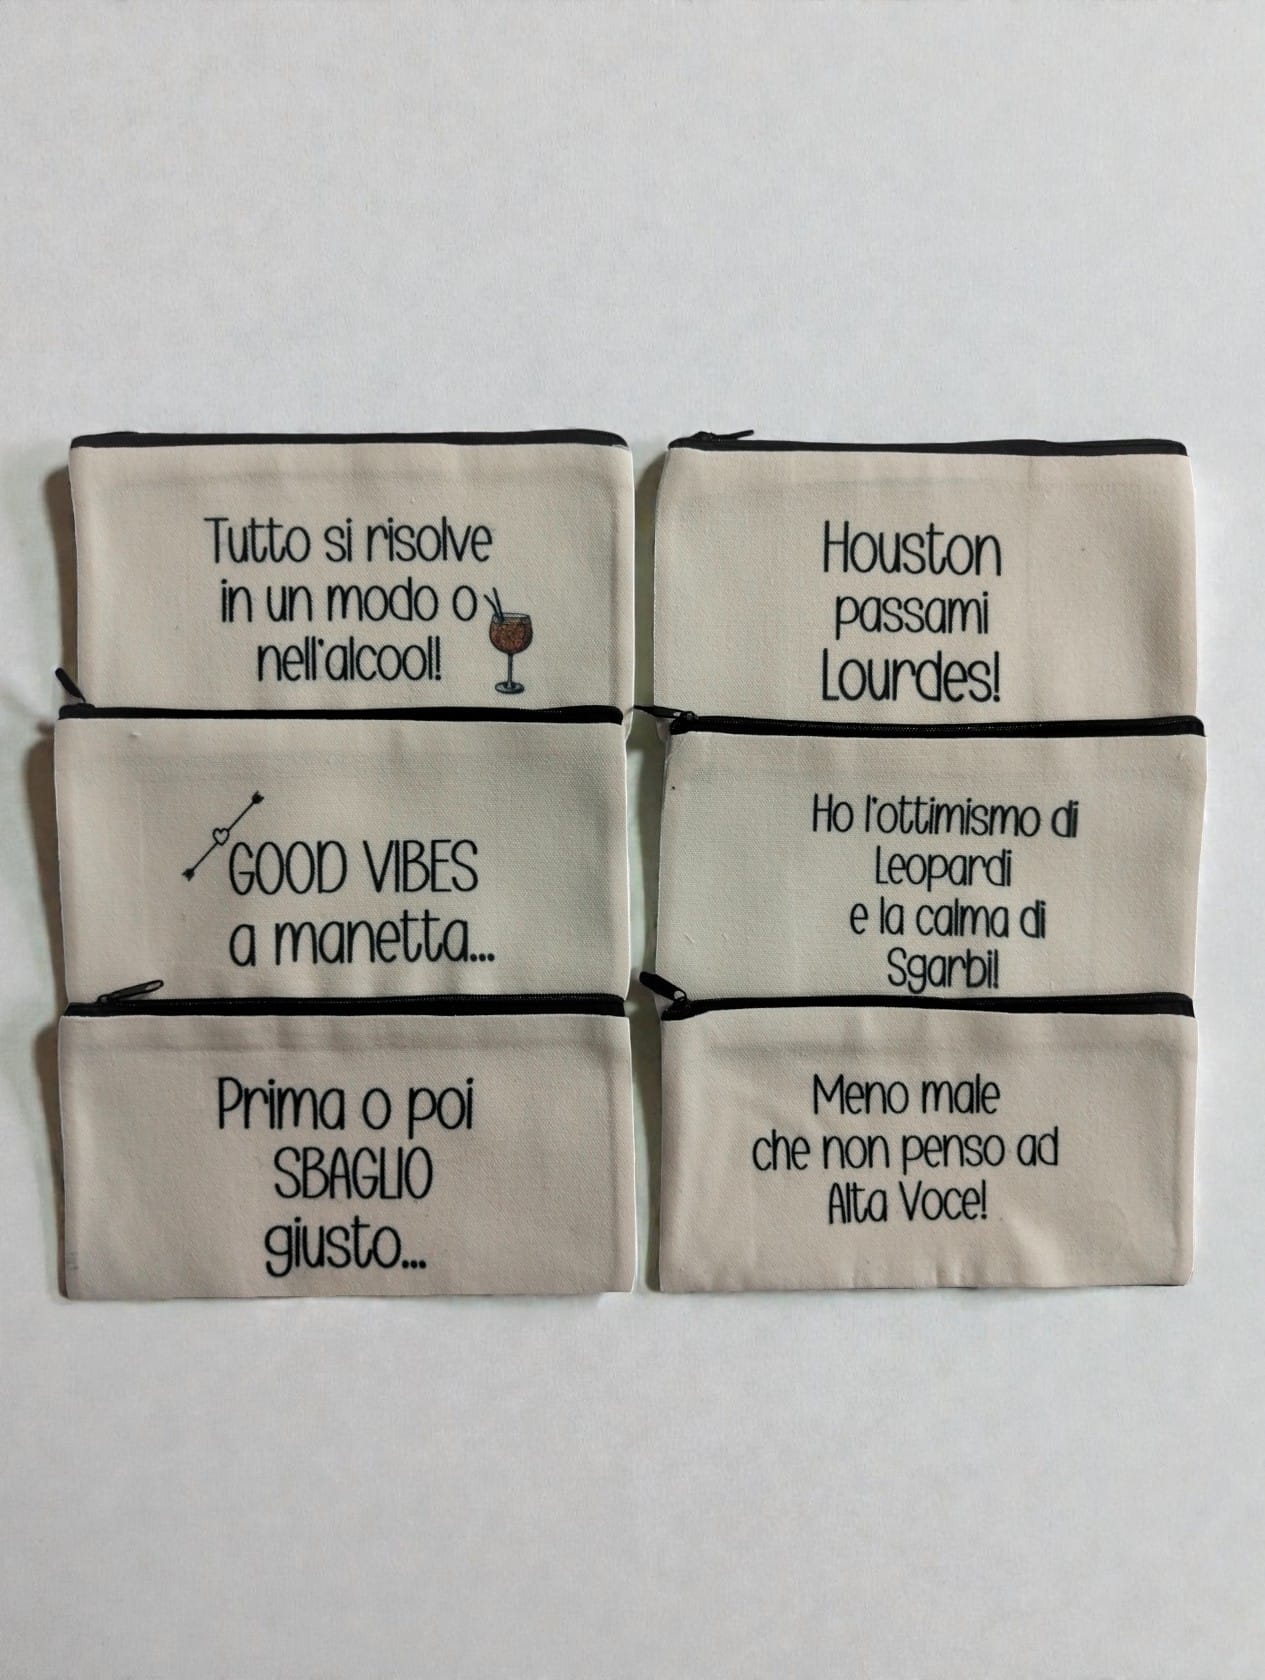 Tutto si risolve
in un modo o
nell'alcool!
GOOD VIBES
a manetta...
Prima o poi
SBAGLIO
giusto...
Houston
passami
Lourdes!
Ho l'ottimismo di
Leopardi
e la calma di
Sgarbi!
Meno male
che non penso ad
Alta Voce!